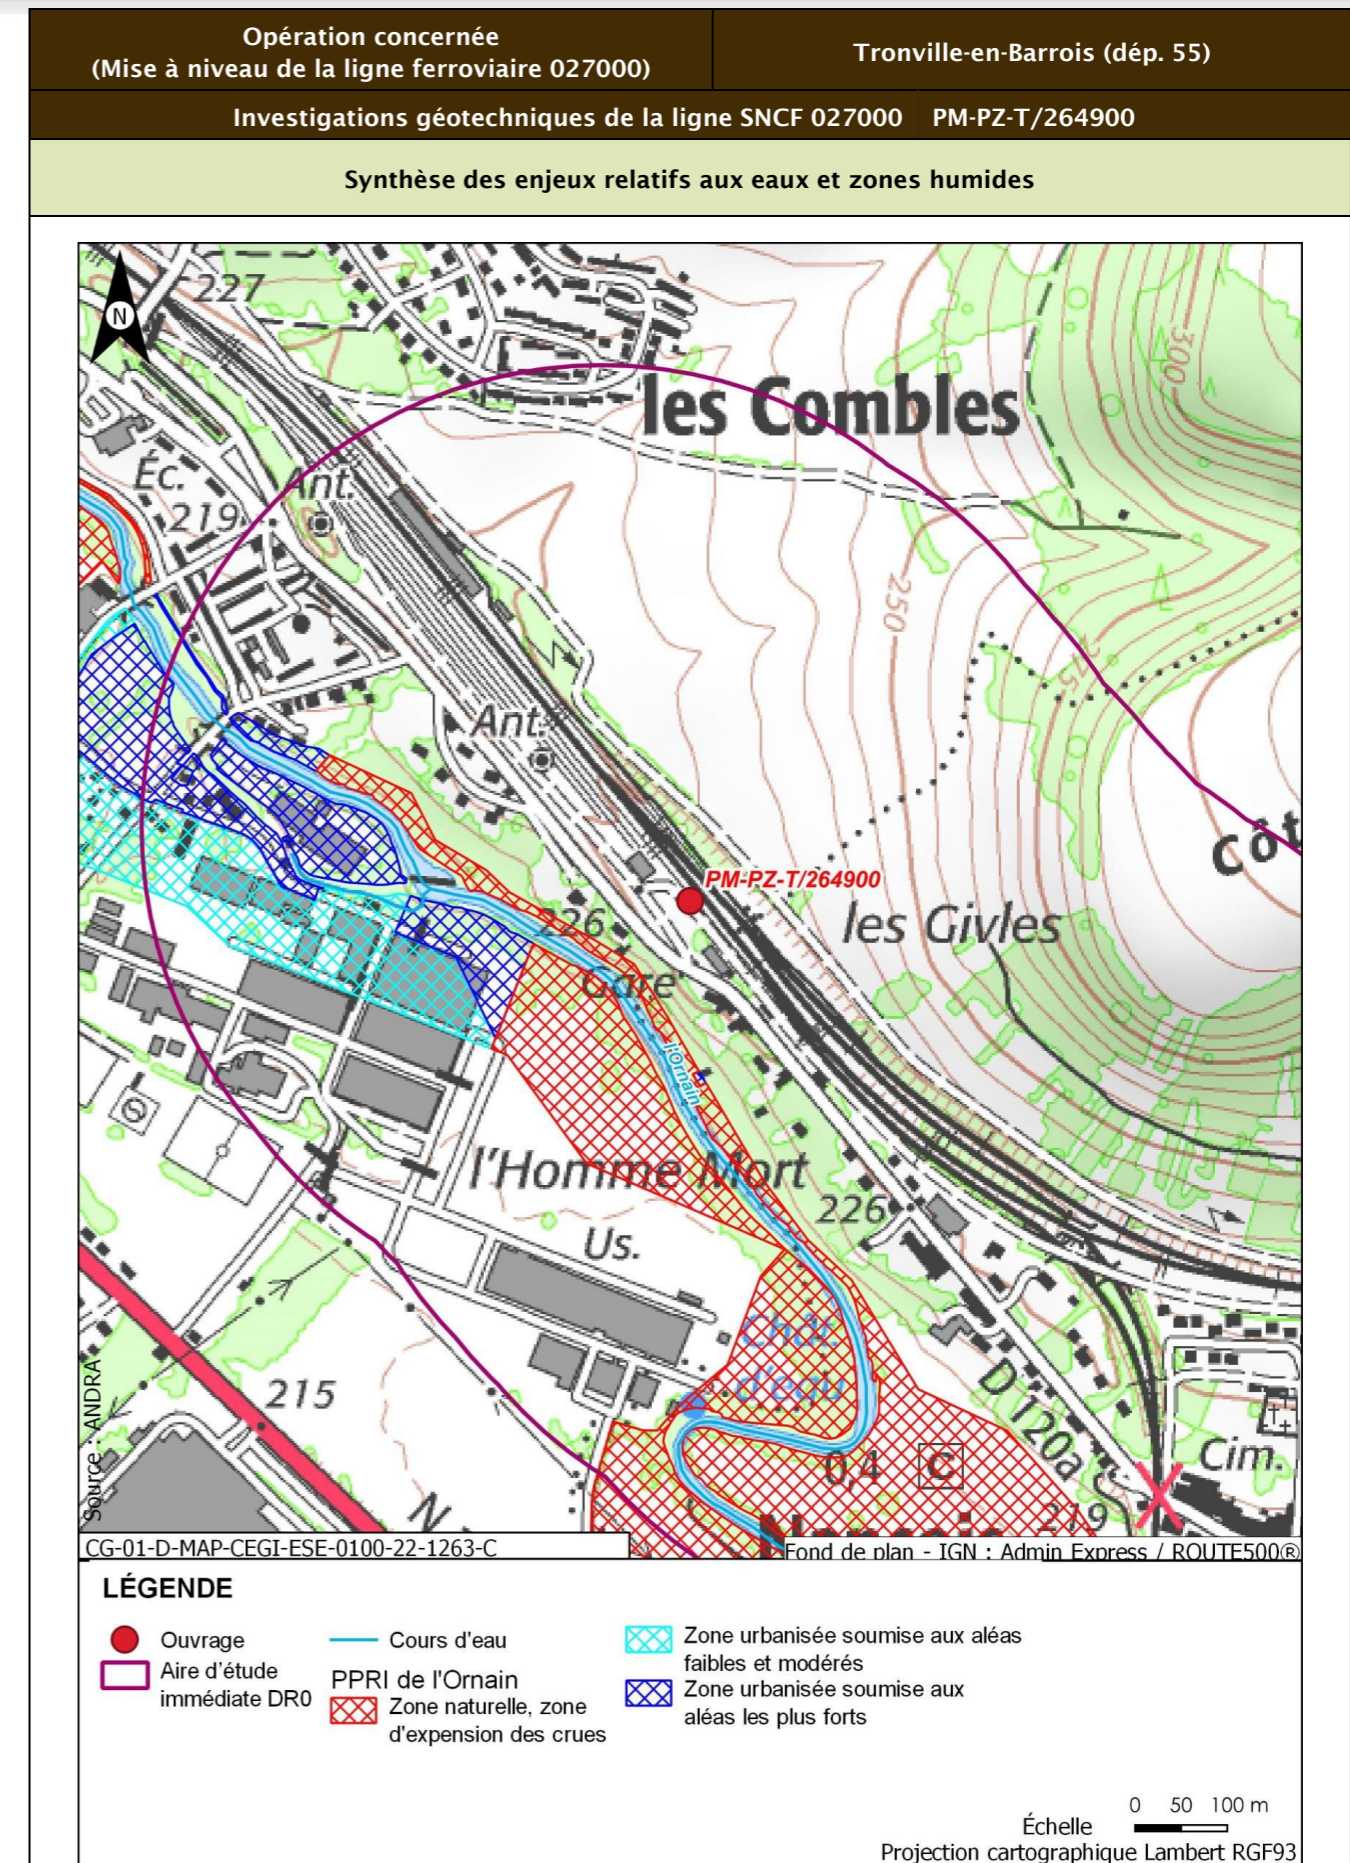 Opération concernée
(Mise à niveau de la ligne ferroviaire 027000)
Tronville-en-Barrois (dép. 55)
Investigations géotechniques de la ligne SNCF 027000 PM-PZ-T/264900
Synthèse des enjeux relatifs aux eaux et zones humides
N
227
les Combles
300
Éc.
Ant.
219
250
275
Ant.
Côt
PM-PZ-T/264900
226
les Givles
Gare
l'Ornain
l'Homme Mort
226
Us.
Chât.
d'eau
215
D 120a
0,4
C
Cim.
219
N
Source : ANDRA
CG-01-D-MAP-CEGI-ESE-0100-22-1263-C
Fond de plan - IGN : Admin Express / ROUTE500®
LÉGENDE
Ouvrage
Aire d'étude
immédiate DR0
Cours d'eau
PPRI de l'Ornain
Zone naturelle, zone
d'expension des crues
Zone urbanisée soumise aux aléas
faibles et modérés
Zone urbanisée soumise aux
aléas les plus forts
0 50 100 m
Échelle
Projection cartographique Lambert RGF93